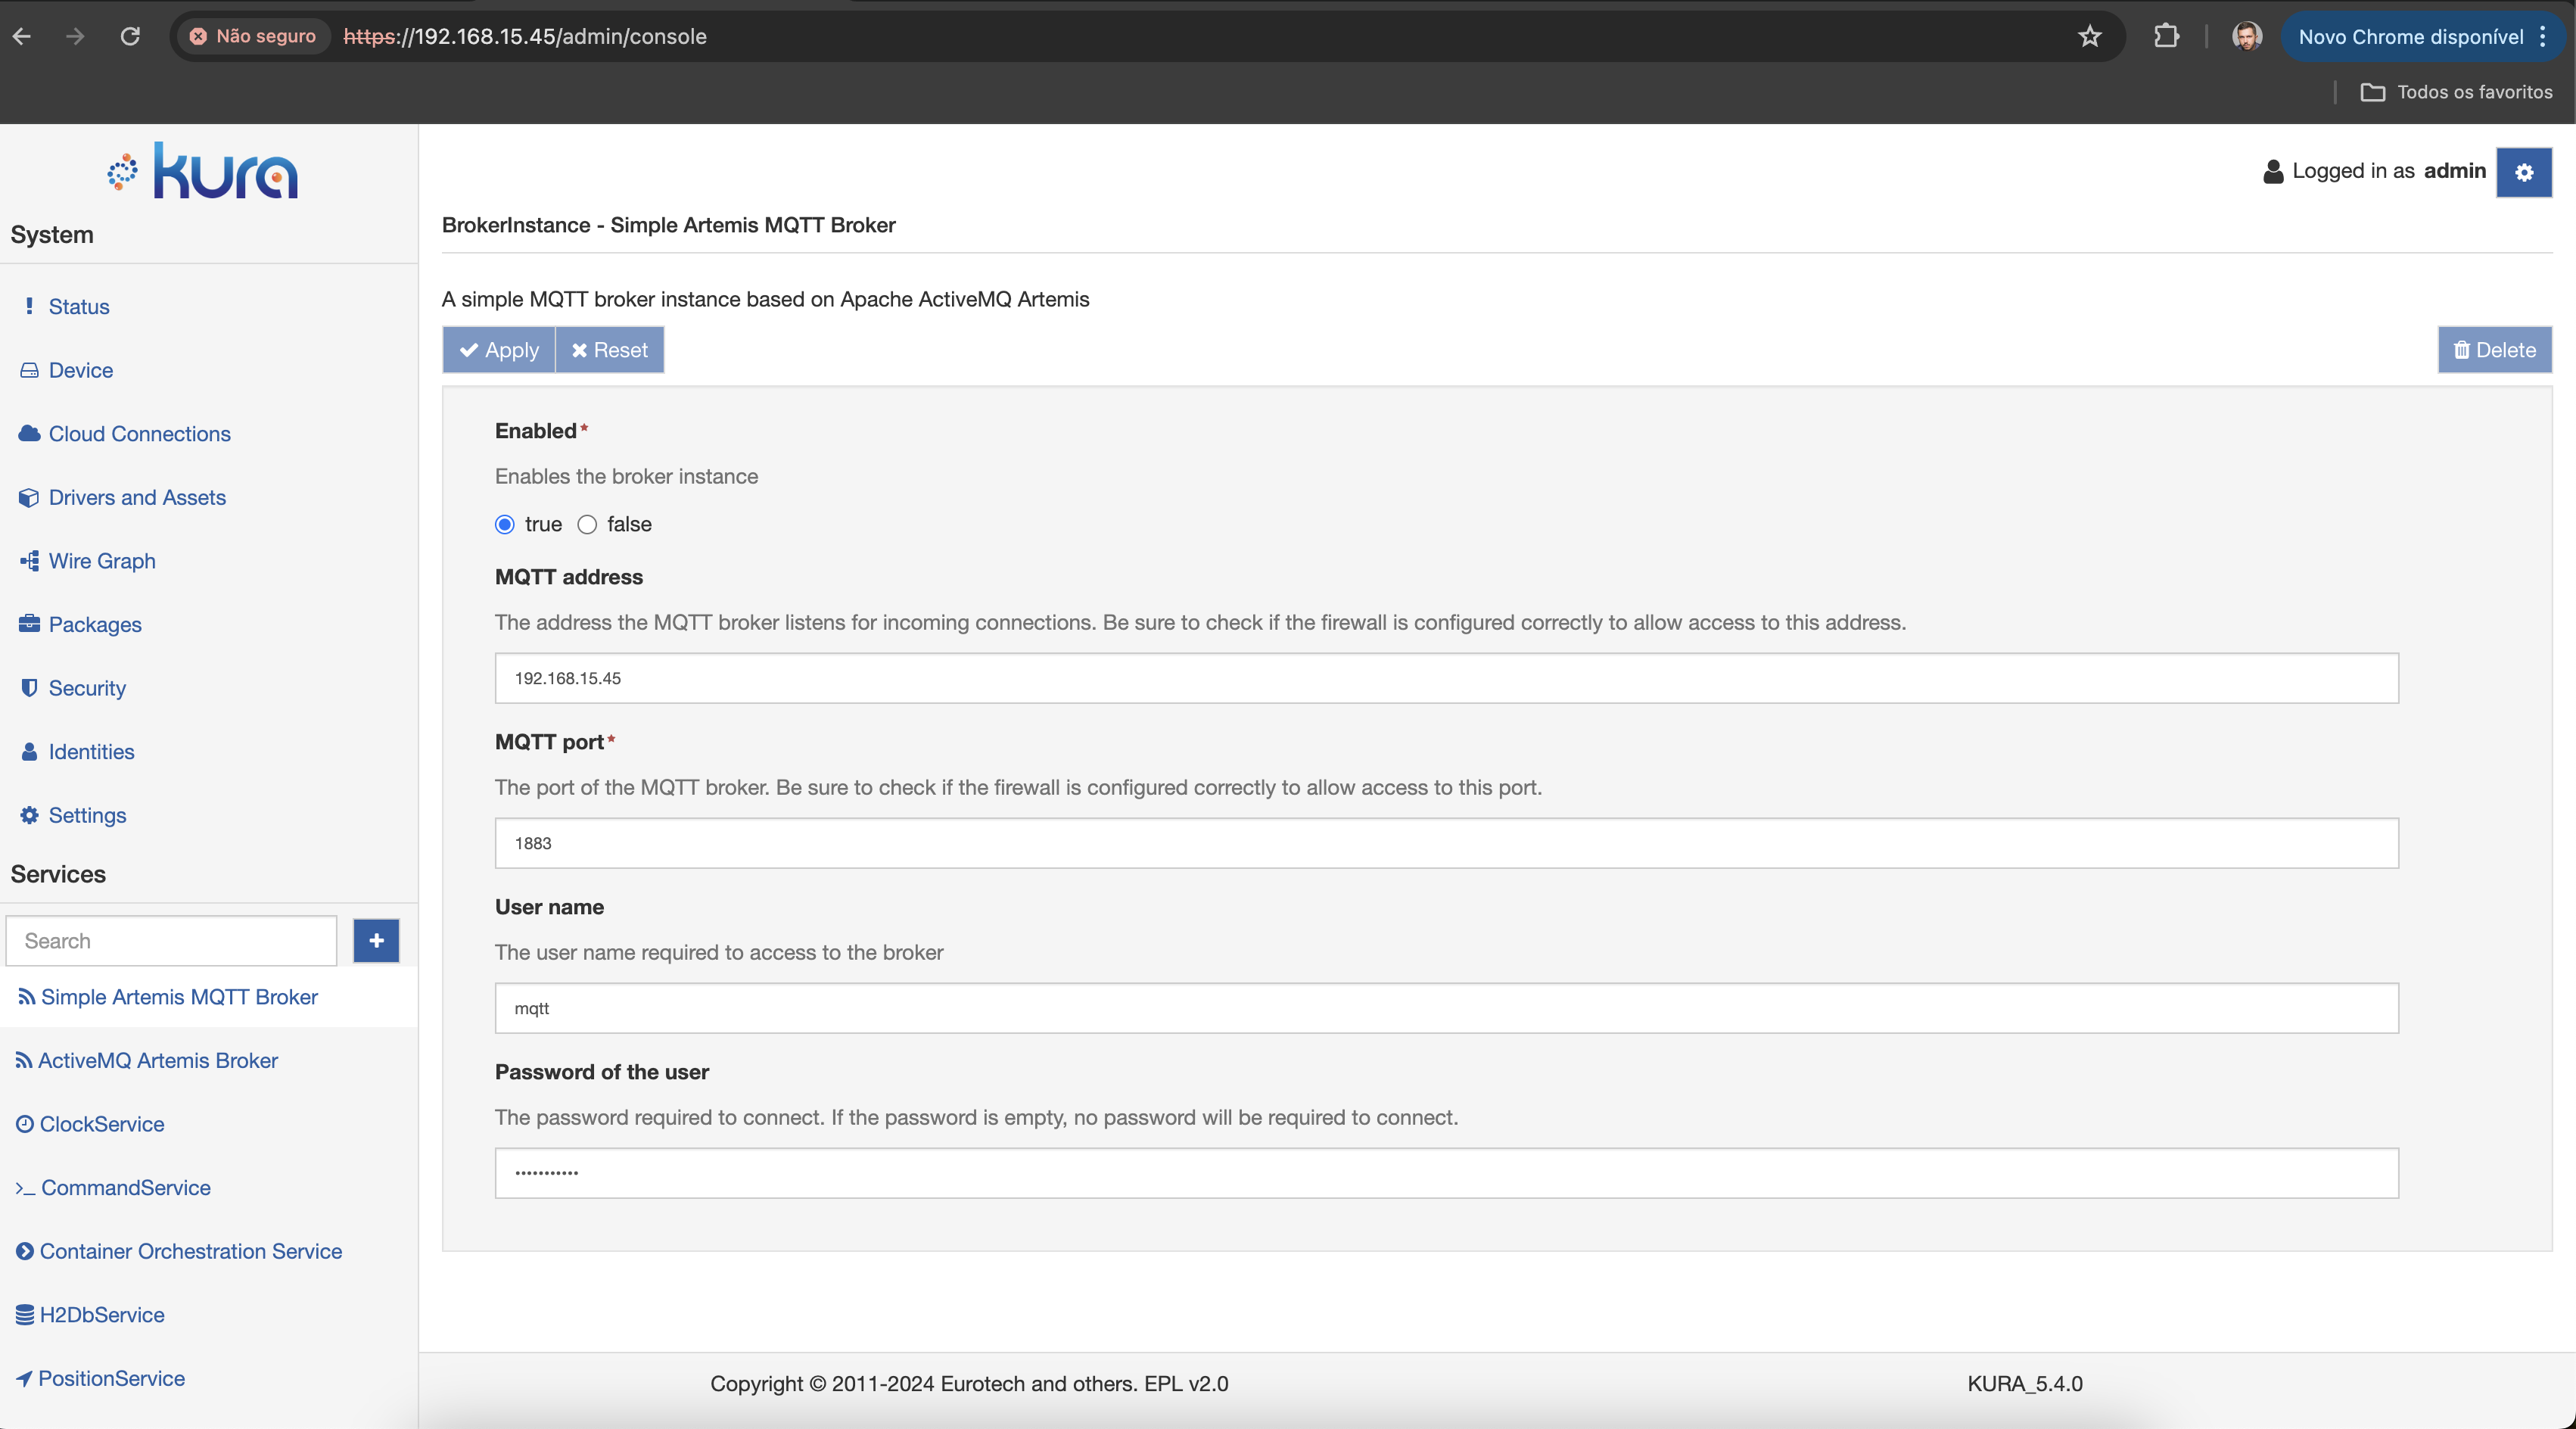 Não seguro https://192.168.15.45/admin/console Novo Chrome disponível
Todos os favoritos
kura
System
Status
Device
Cloud Connections
Drivers and Assets
Wire Graph
Packages
Security
Identities
Settings
Services
Search
Simple Artemis MQTT Broker
ActiveMQ Artemis Broker
ClockService
CommandService
Container Orchestration Service
H2DbService
PositionService
Logged in as admin
BrokerInstance - Simple Artemis MQTT Broker
A simple MQTT broker instance based on Apache ActiveMQ Artemis
Apply Reset Delete
Enabled*
Enables the broker instance
true false
MQTT address
The address the MQTT broker listens for incoming connections. Be sure to check if the firewall is configured correctly to allow access to this address.
192.168.15.45
MQTT port*
The port of the MQTT broker. Be sure to check if the firewall is configured correctly to allow access to this port.
1883
User name
The user name required to access to the broker
mqtt
Password of the user
The password required to connect. If the password is empty, no password will be required to connect.
•••••••••••
Copyright © 2011-2024 Eurotech and others. EPL v2.0 KURA_5.4.0